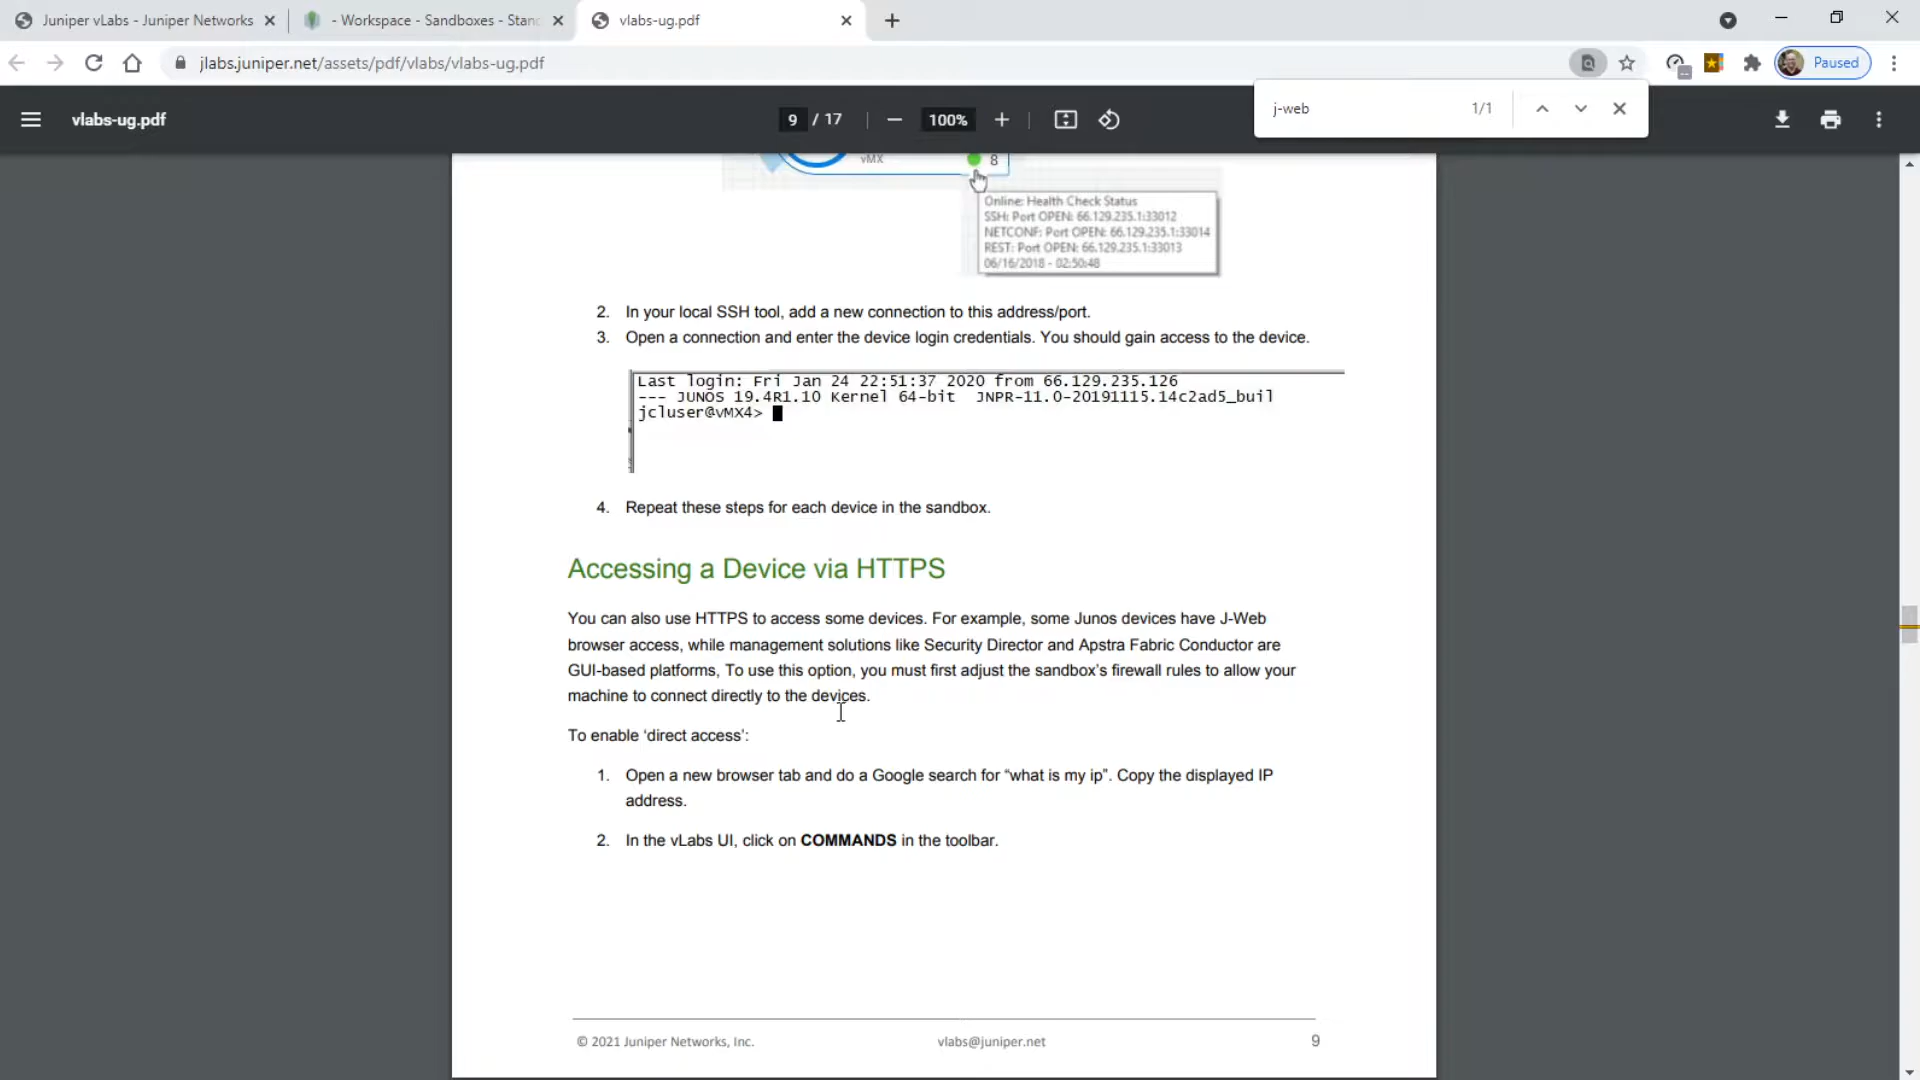 Juniper vLabs - Juniper Networks
- Workspace - Sandboxes - Stan
vlabs-ug.pdf
jlabs.juniper.net/assets/pdf/vlabs/vlabs-ug.pdf
Paused
j-web
1/1
vlabs-ug.pdf
9 / 17
100%
vMX
8
Online: Health Check Status
SSH: Port OPEN: 66.129.235.1:33012
NETCONF: Port OPEN: 66.129.235.1:33014
REST: Port OPEN: 66.129.235.1:33013
06/16/2018 - 02:50:48
2. In your local SSH tool, add a new connection to this address/port.
3. Open a connection and enter the device login credentials. You should gain access to the device.
Last login: Fri Jan 24 22:51:37 2020 from 66.129.235.126
--- JUNOS 19.4R1.10 Kernel 64-bit JNPR-11.0-20191115.14c2ad5_buil
jcluser@vMX4>
4. Repeat these steps for each device in the sandbox.
Accessing a Device via HTTPS
You can also use HTTPS to access some devices. For example, some Junos devices have J-Web
browser access, while management solutions like Security Director and Apstra Fabric Conductor are
GUI-based platforms, To use this option, you must first adjust the sandbox's firewall rules to allow your
machine to connect directly to the devices.
To enable ‘direct access’:
1. Open a new browser tab and do a Google search for “what is my ip”. Copy the displayed IP
address.
2. In the vLabs UI, click on COMMANDS in the toolbar.
© 2021 Juniper Networks, Inc.
vlabs@juniper.net
9